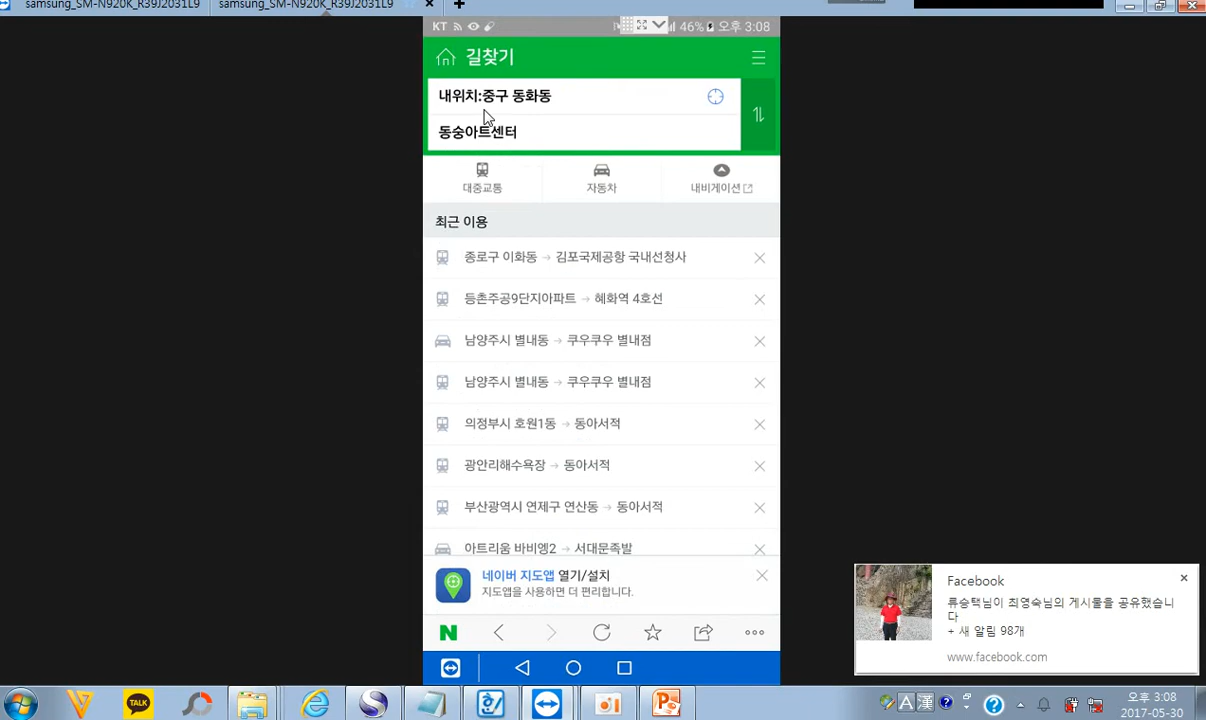 samsung_SM-N920K_R39J2031L9
samsung_SM-N920K_R39J2031L9
KT
46%
오후 3:08
길찾기
내위치:중구 동화동
동숭아트센터
대중교통
자동차
내비게이션
최근 이용
종로구 이화동 → 김포국제공항 국내선청사
등촌주공9단지아파트 → 혜화역 4호선
남양주시 별내동 → 쿠우쿠우 별내점
남양주시 별내동 → 쿠우쿠우 별내점
의정부시 호원1동 → 동아서적
광안리해수욕장 → 동아서적
부산광역시 연제구 연산동 → 동아서적
아트리움 바비엥2 → 서대문족발
네이버 지도앱 열기/설치
지도앱을 사용하면 더 편리합니다.
N
Facebook
류승택님이 최영숙님의 게시물을 공유했습니
다
+ 새 알림 98개
www.facebook.com
TALK
A 漢
오후 3:08
2017-05-30